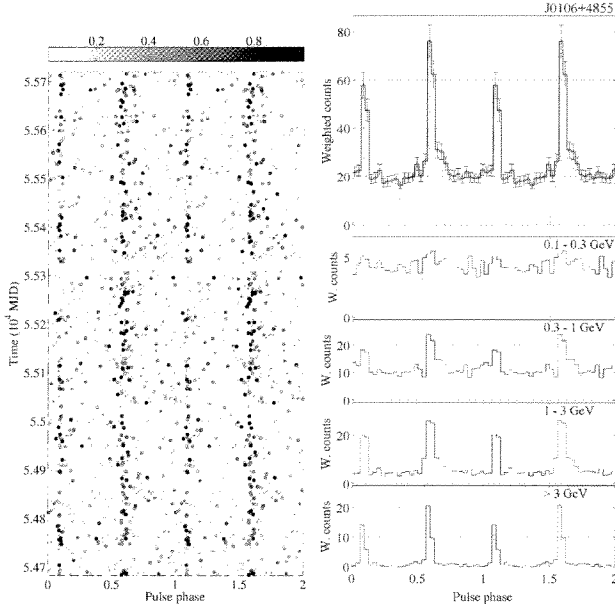 J0106+4855
0.2 0.4 0.6 0.8
5.57
5.56
5.55
5.54
5.53
5.52
5.51
5.5
5.49
5.48
5.47
Time (10⁴ MJD)
0 0.5 1 1.5 2
Pulse phase
80
60
40
20
0
Weighted counts
0.1 - 0.3 GeV
5
0
W. counts
0.3 - 1 GeV
20
10
0
W. counts
1 - 3 GeV
20
0
W. counts
> 3 GeV
20
10
0
W. counts
0 0.5 1 1.5 2
Pulse phase